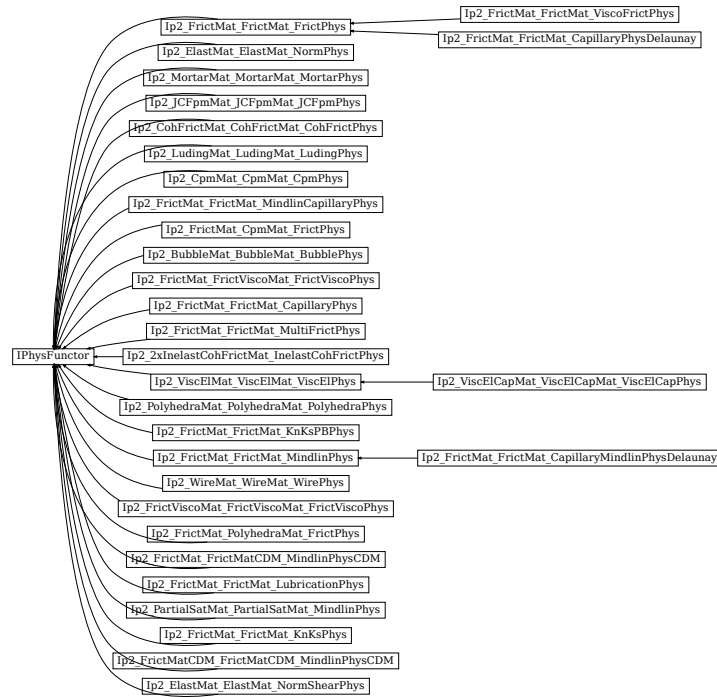 Ip2_FrictMat_FrictMat_ViscoFrictPhys
Ip2_FrictMat_FrictMat_FrictPhys
Ip2_FrictMat_FrictMat_CapillaryPhysDelaunay
Ip2_ElastMat_ElastMat_NormPhys
Ip2_MortarMat_MortarMat_MortarPhys
Ip2_JCFpmMat_JCFpmMat_JCFpmPhys
Ip2_CohFrictMat_CohFrictMat_CohFrictPhys
Ip2_LudingMat_LudingMat_LudingPhys
Ip2_CpmMat_CpmMat_CpmPhys
Ip2_FrictMat_FrictMat_MindlinCapillaryPhys
Ip2_FrictMat_CpmMat_FrictPhys
Ip2_BubbleMat_BubbleMat_BubblePhys
Ip2_FrictMat_FrictViscoMat_FrictViscoPhys
Ip2_FrictMat_FrictMat_CapillaryPhys
Ip2_FrictMat_FrictMat_MultiFrictPhys
IPhysFunctor
Ip2_2xInelastCohFrictMat_InelastCohFrictPhys
Ip2_ViscElMat_ViscElMat_ViscElPhys
Ip2_ViscElCapMat_ViscElCapMat_ViscElCapPhys
Ip2_PolyhedraMat_PolyhedraMat_PolyhedraPhys
Ip2_FrictMat_FrictMat_KnKsPBPhys
Ip2_FrictMat_FrictMat_MindlinPhys
Ip2_FrictMat_FrictMat_CapillaryMindlinPhysDelaunay
Ip2_WireMat_WireMat_WirePhys
Ip2_FrictViscoMat_FrictViscoMat_FrictViscoPhys
Ip2_FrictMat_PolyhedraMat_FrictPhys
Ip2_FrictMat_FrictMatCDM_MindlinPhysCDM
Ip2_FrictMat_FrictMat_LubricationPhys
Ip2_PartialSatMat_PartialSatMat_MindlinPhys
Ip2_FrictMat_FrictMat_KnKsPhys
Ip2_FrictMatCDM_FrictMatCDM_MindlinPhysCDM
Ip2_ElastMat_ElastMat_NormShearPhys